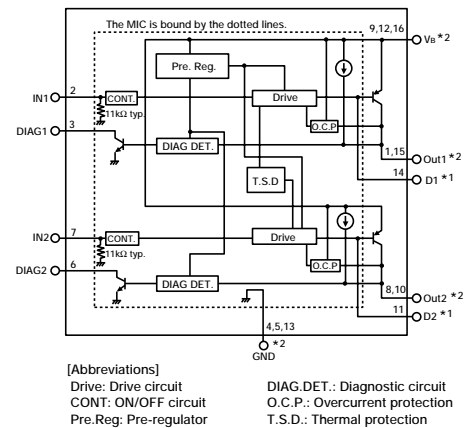 The MIC is bound by the dotted lines.
9,12,16
VB *2
Pre. Reg.
2
IN1
CONT.
Drive
11kΩ typ.
O.C.P
3
DIAG1
DIAG DET.
1,15
Out1 *2
14
D1 *1
T.S.D
7
IN2
CONT.
Drive
11kΩ typ.
O.C.P
6
DIAG2
DIAG DET.
8,10
Out2 *2
11
D2 *1
4,5,13
*2
GND
[Abbreviations]
Drive: Drive circuit DIAG.DET.: Diagnostic circuit
CONT: ON/OFF circuit O.C.P.: Overcurrent protection
Pre.Reg: Pre-regulator T.S.D.: Thermal protection